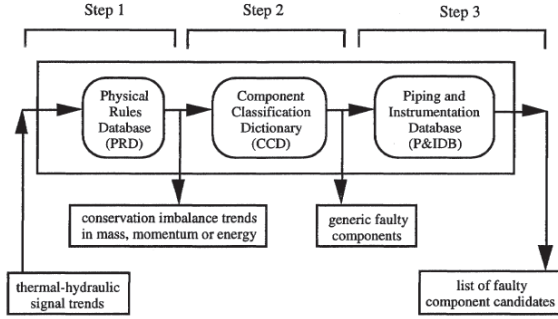 Step 1
Step 2
Step 3
Physical
Rules
Database
(PRD)
Component
Classification
Dictionary
(CCD)
Piping and
Instrumentation
Database
(P&IDB)
conservation imbalance trends
in mass, momentum or energy
generic faulty
components
thermal-hydraulic
signal trends
list of faulty
component candidates